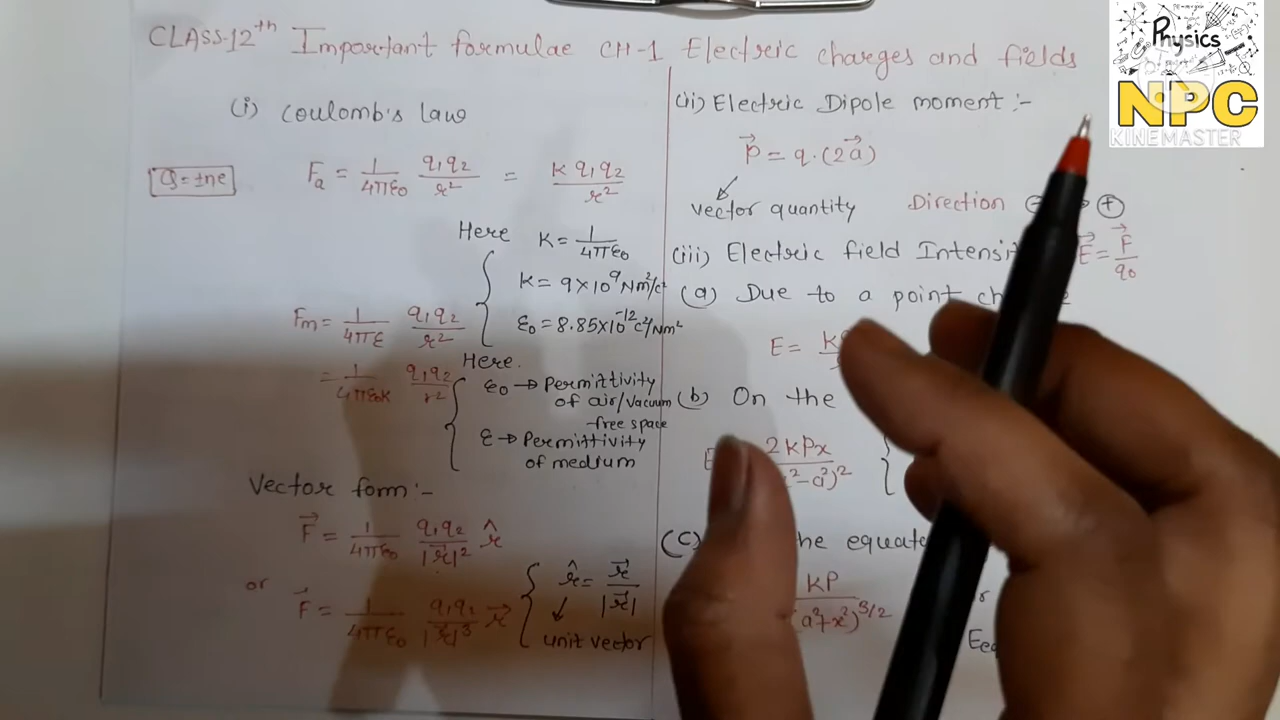 CLASS-12th Important formulae CH-1 Electric charges and fields
Physics
NPC
KINEMASTER
(i) Coulomb's law
Q = ±ne
Fa = 1/4πε0 q1q2/r² = K q1q2/r²
Here K = 1/4πε0
K = 9×10⁹ Nm²/c²
ε0 = 8.85×10⁻¹² c²/Nm²
Fm = 1/4πε q1q2/r²
= 1/4πε0K q1q2/r²
Here.
ε0 → Permittivity
of air/vacuum
free space
ε → Permittivity
of medium
Vector form:-
F⃗ = 1/4πε0 q1q2/|r⃗|² r̂
or F⃗ = 1/4πε0 q1q2/|r⃗|³ r⃗
r̂ = r⃗/|r⃗|
unit vector
(ii) Electric Dipole moment :-
p⃗ = q.(2a⃗)
vector quantity Direction ⊕
(iii) Electric field E⃗ = F⃗/q0
(a) Due to a point
E =
(b) On the
2KPx
²-a²)²
(c) 
KP
(a²+x²)^3/2